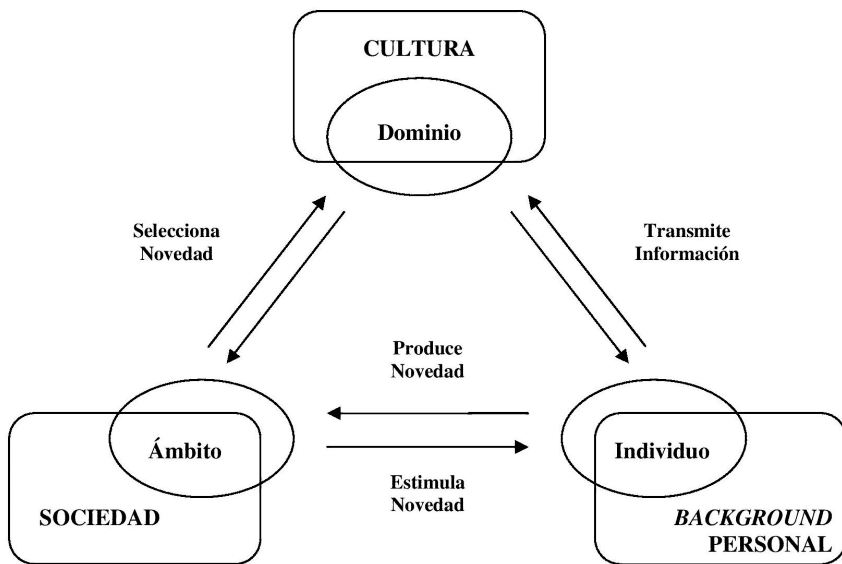 CULTURA
Dominio
Selecciona
Novedad
Transmite
Información
Produce
Novedad
Ámbito
Individuo
Estimula
Novedad
SOCIEDAD
BACKGROUND
PERSONAL